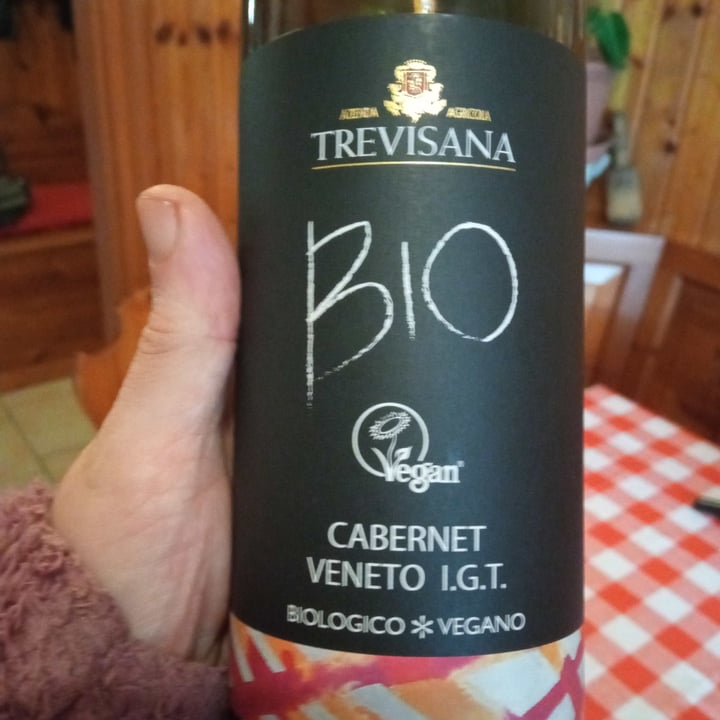 AZIENDA AGRICOLA
TREVISANA
BIO
Vegan®
CABERNET
VENETO I.G.T.
BIOLOGICO * VEGANO